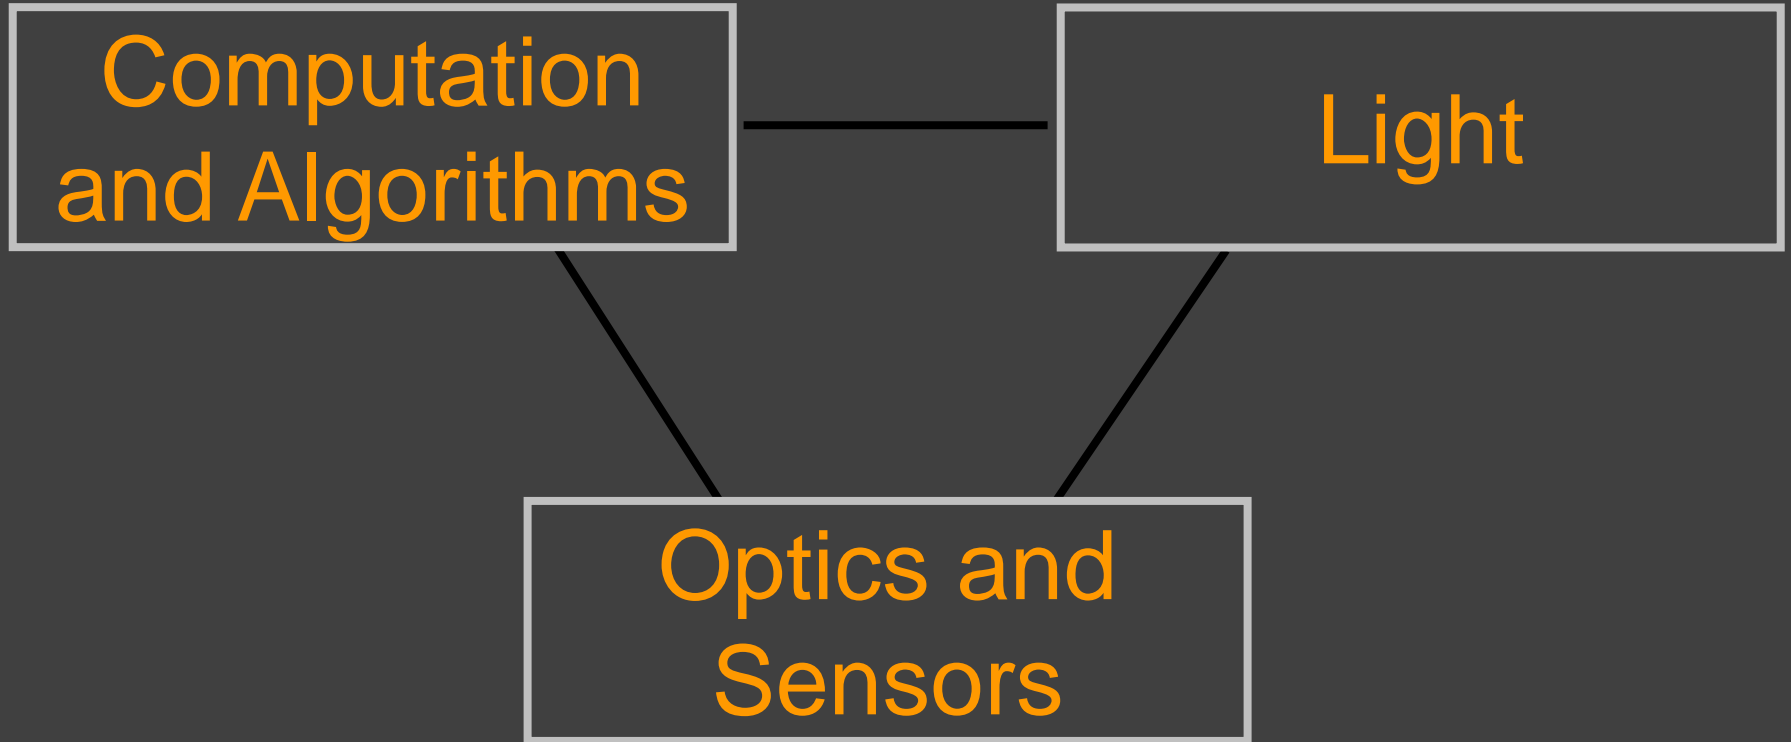 Computation
and Algorithms
Light
Optics and
Sensors